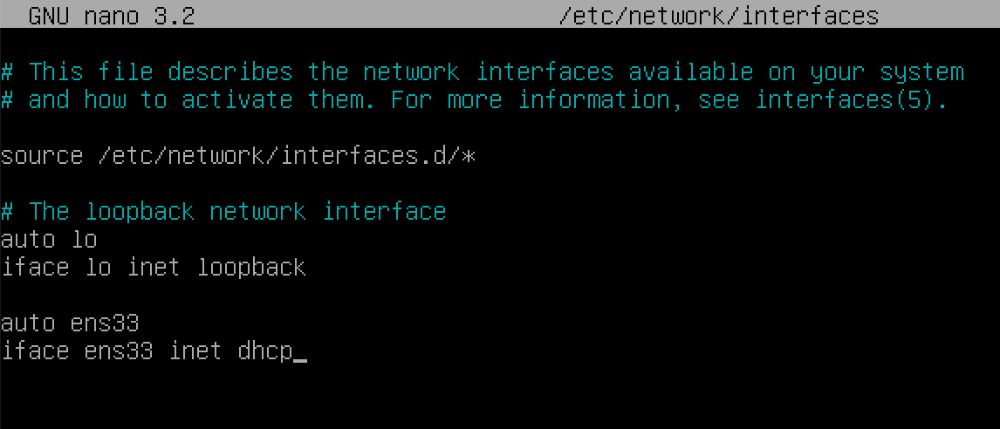 GNU nano 3.2 /etc/network/interfaces
# This file describes the network interfaces available on your system
# and how to activate them. For more information, see interfaces(5).
source /etc/network/interfaces.d/*
# The loopback network interface
auto lo
iface lo inet loopback
auto ens33
iface ens33 inet dhcp